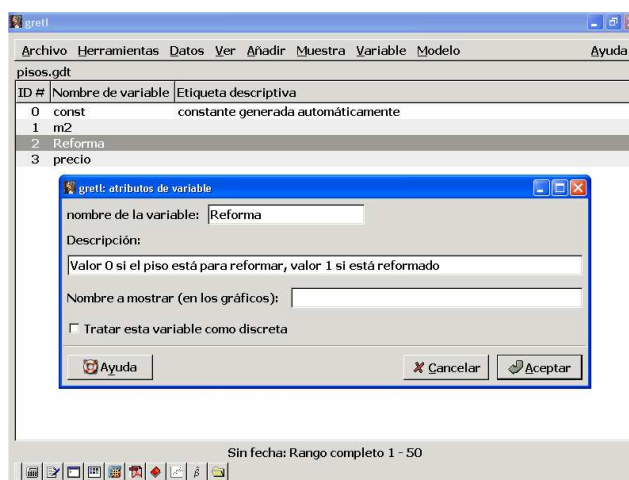 gretl
Archivo Herramientas Datos Ver Añadir Muestra Variable Modelo Ayuda
pisos.gdt
ID # Nombre de variable Etiqueta descriptiva
0 const constante generada automáticamente
1 m2
2 Reforma
3 precio
gretl: atributos de variable
nombre de la variable: Reforma
Descripción:
Valor 0 si el piso está para reformar, valor 1 si está reformado
Nombre a mostrar (en los gráficos):
Tratar esta variable como discreta
Ayuda Cancelar Aceptar
Sin fecha: Rango completo 1 - 50
β